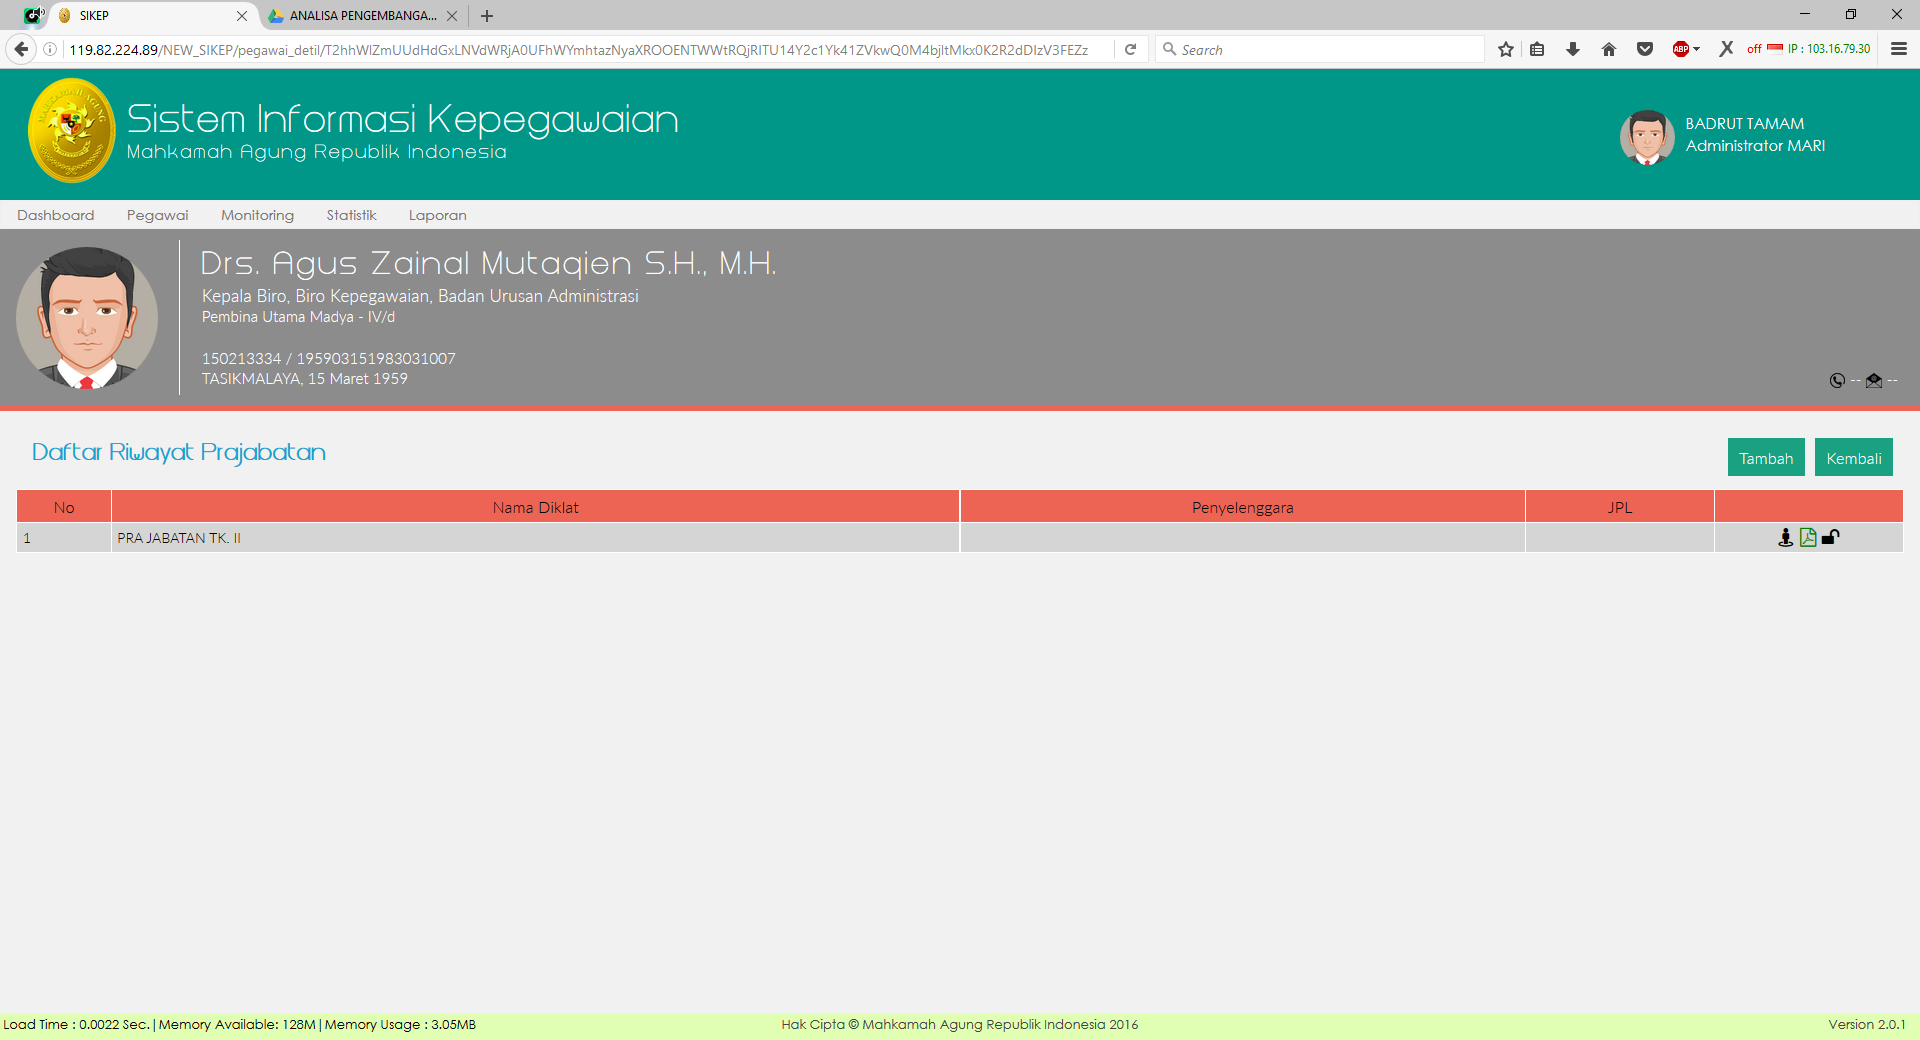 SIKEP
ANALISA PENGEMBANGA...
119.82.224.89/NEW_SIKEP/pegawai_detil/
Search
ABP
off IP : 103.16.79.30
Sistem Informasi Kepegawaian
Mahkamah Agung Republik Indonesia
BADRUT TAMAM
Administrator MARI
Dashboard Pegawai Monitoring Statistik Laporan
Drs. Agus Zainal Mutaqien S.H., M.H.
Kepala Biro, Biro Kepegawaian, Badan Urusan Administrasi
Pembina Utama Madya - IV/d
150213334 / 195903151983031007
TASIKMALAYA, 15 Maret 1959
-- --
Daftar Riwayat Prajabatan
Tambah Kembali
No Nama Diklat Penyelenggara JPL
1 PRA JABATAN TK. II
Load Time : 0.0022 Sec. | Memory Available: 128M | Memory Usage : 3.05MB
Hak Cipta © Mahkamah Agung Republik Indonesia 2016
Version 2.0.1